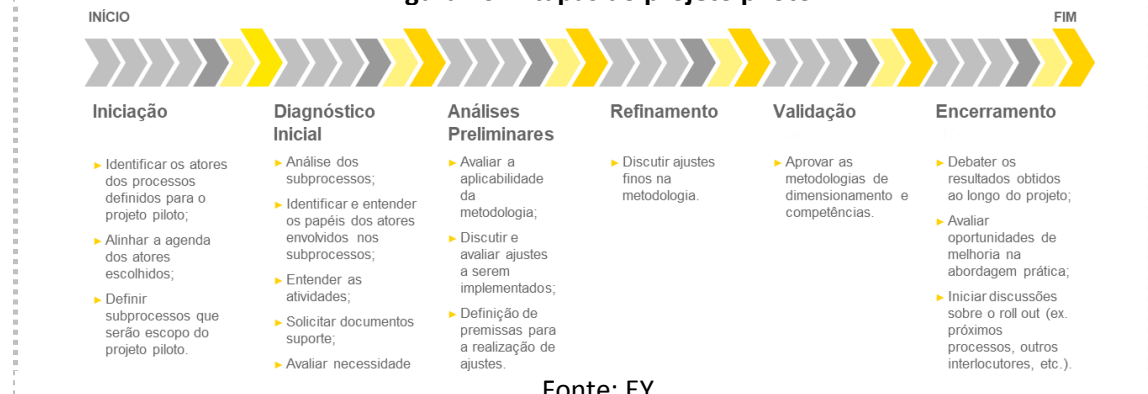 INÍCIO
FIM
Iniciação
► Identificar os atores
dos processos
definidos para o
projeto piloto;
► Alinhar a agenda
dos atores
escolhidos;
► Definir
subprocessos que
serão escopo do
projeto piloto.
Diagnóstico
Inicial
► Análise dos
subprocessos;
► Identificar e entender
os papéis dos atores
envolvidos nos
subprocessos;
► Entender as
atividades;
► Solicitar documentos
suporte;
► Avaliar necessidade
Análises
Preliminares
► Avaliar a
aplicabilidade
da
metodologia;
► Discutir e
avaliar ajustes
a serem
implementados;
► Definição de
premissas para
a realização de
ajustes.
Refinamento
► Discutir ajustes
finos na
metodologia.
Validação
► Aprovar as
metodologias de
dimensionamento e
competências.
Encerramento
► Debater os
resultados obtidos
ao longo do projeto;
► Avaliar
oportunidades de
melhoria na
abordagem prática;
► Iniciar discussões
sobre o roll out (ex.
próximos
processos, outros
interlocutores, etc.).
Fonte: EY